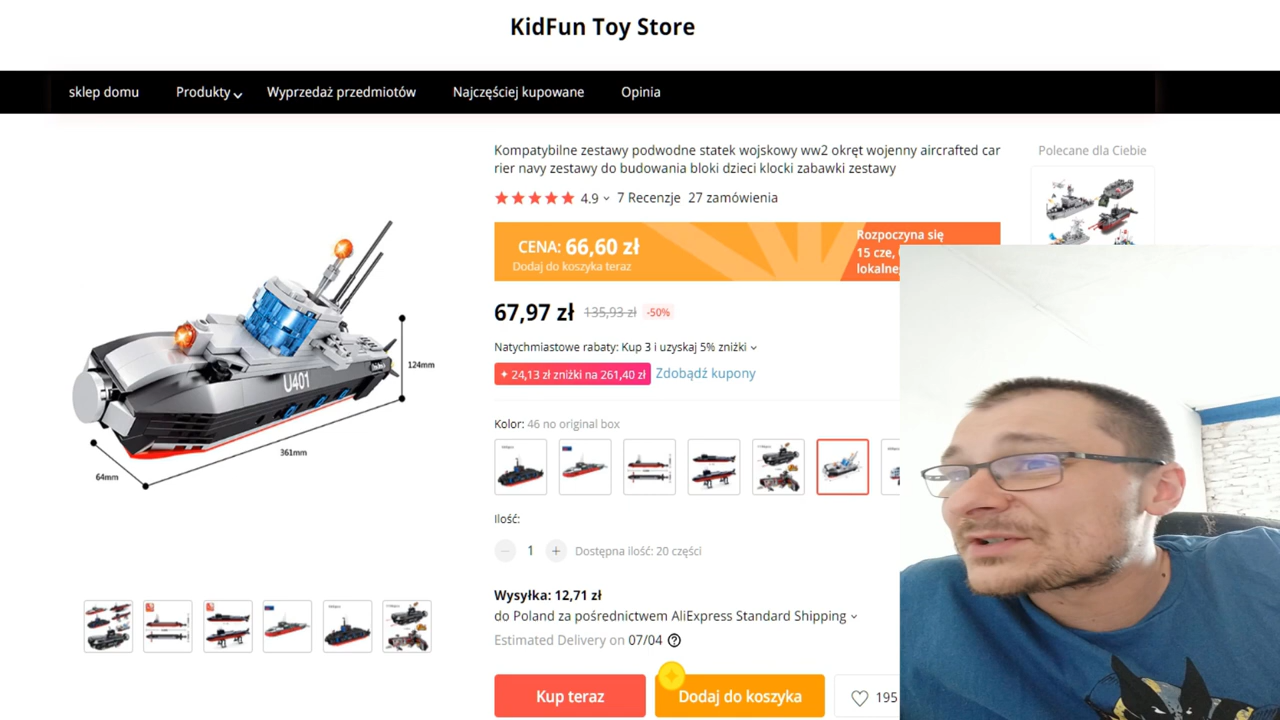 KidFun Toy Store
sklep domu
Produkty
Wyprzedaż przedmiotów
Najczęściej kupowane
Opinia
Kompatybilne zestawy podwodne statek wojskowy ww2 okręt wojenny aircrafted car
rier navy zestawy do budowania bloki dzieci klocki zabawki zestawy
4.9
7 Recenzje
27 zamówienia
CENA: 66,60 zł
Dodaj do koszyka teraz
Rozpoczyna się
15 cze,
lokalne
67,97 zł
135,93 zł
-50%
Natychmiastowe rabaty: Kup 3 i uzyskaj 5% zniżki
24,13 zł zniżki na 261,40 zł
Zdobądź kupony
Kolor: 46 no original box
Ilość:
1
+
Dostępna ilość: 20 części
Wysyłka: 12,71 zł
do Poland za pośrednictwem AliExpress Standard Shipping
Estimated Delivery on 07/04
Kup teraz
Dodaj do koszyka
195
Polecane dla Ciebie
U401
124mm
361mm
64mm